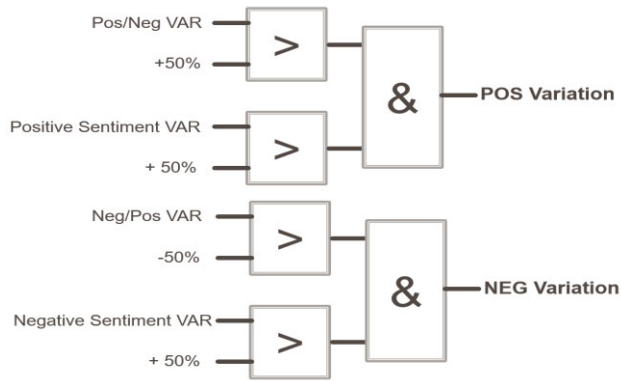 Pos/Neg VAR
+50%
>
Positive Sentiment VAR
+ 50%
>
&
POS Variation
Neg/Pos VAR
-50%
>
Negative Sentiment VAR
+ 50%
>
&
NEG Variation